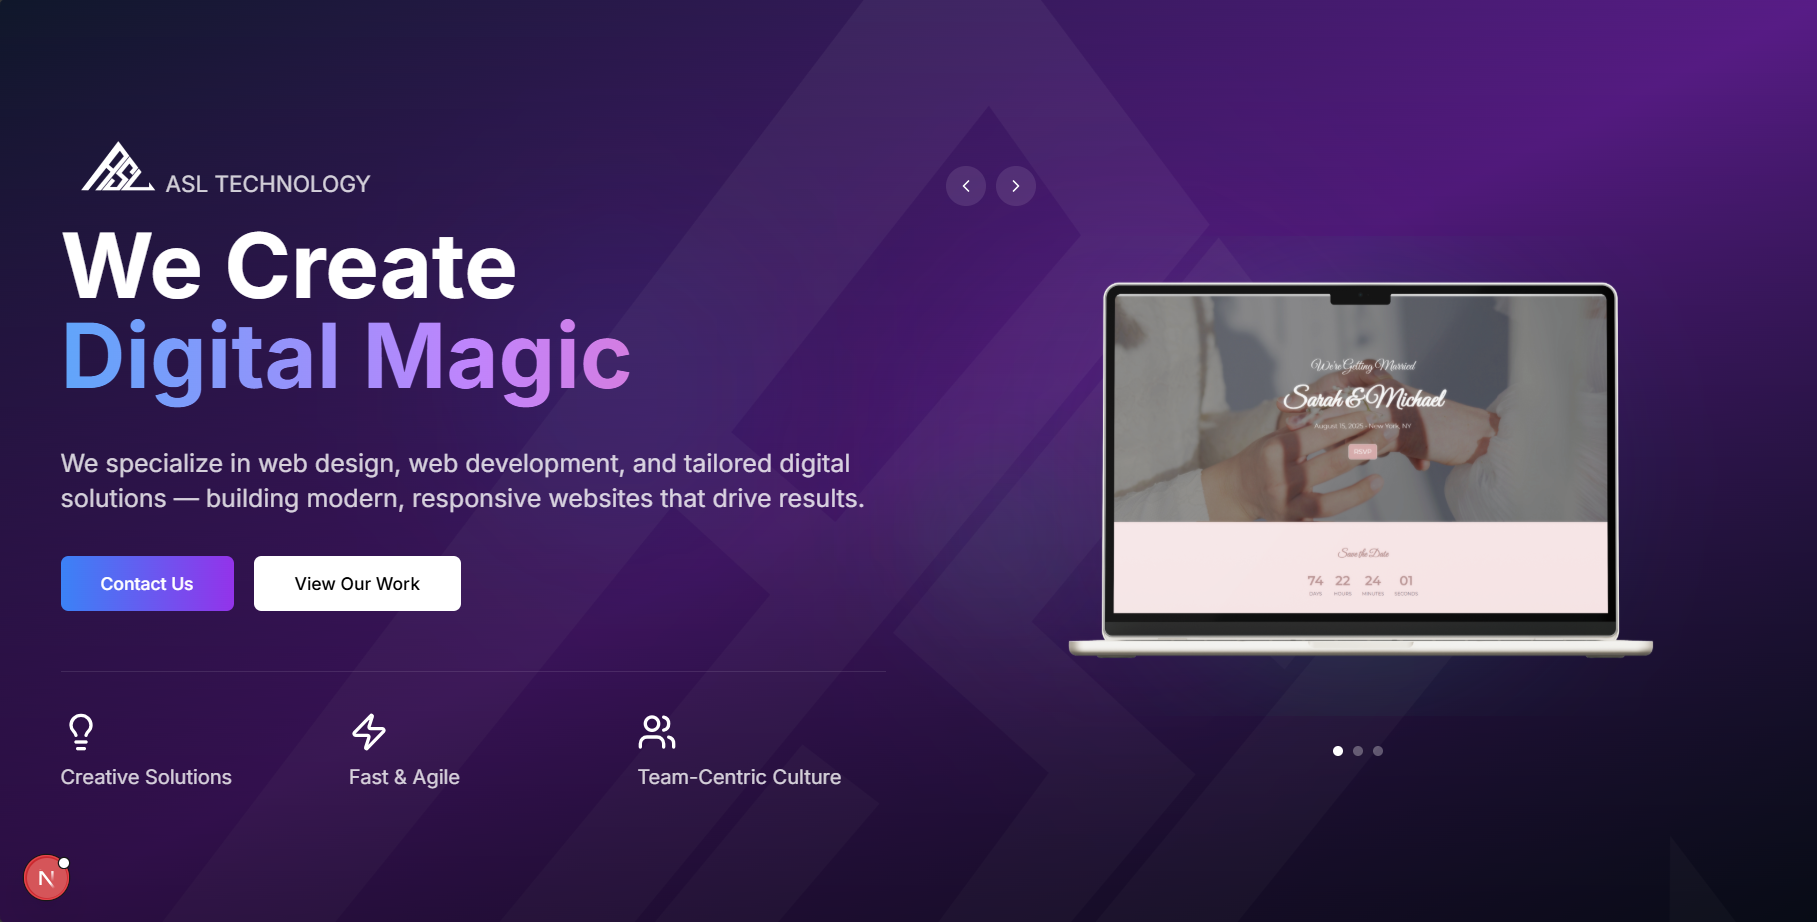 ASL
ASL TECHNOLOGY
We Create
Digital Magic
We specialize in web design, web development, and tailored digital
solutions — building modern, responsive websites that drive results.
Contact Us
View Our Work
Creative Solutions
Fast & Agile
Team-Centric Culture
We're Getting Married
Sarah & Michael
August 15, 2025 - New York, NY
RSVP
Save the Date
74 22 24 01
DAYS HOURS MINUTES SECONDS
N